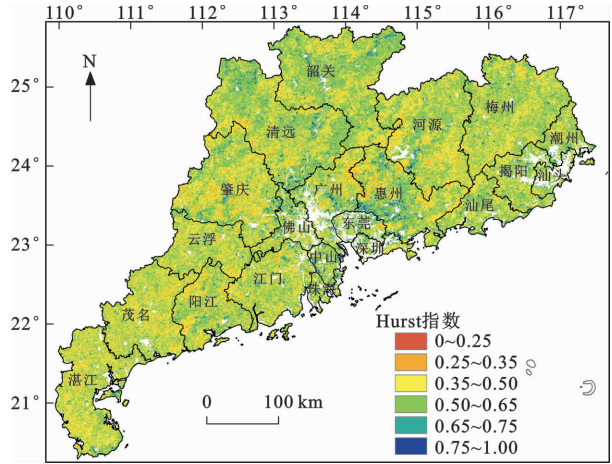 110° 111° 112° 113° 114° 115° 116° 117°
N
25°
24°
23°
22°
21°
韶关
梅州
河源
清远
潮州
揭阳
汕头
肇庆
广州
惠州
汕尾
佛山
东莞
云浮
深圳
中山
江门
珠海
阳江
茂名
湛江
Hurst指数
0~0.25
0.25~0.35
0.35~0.50
0.50~0.65
0.65~0.75
0.75~1.00
0 100 km